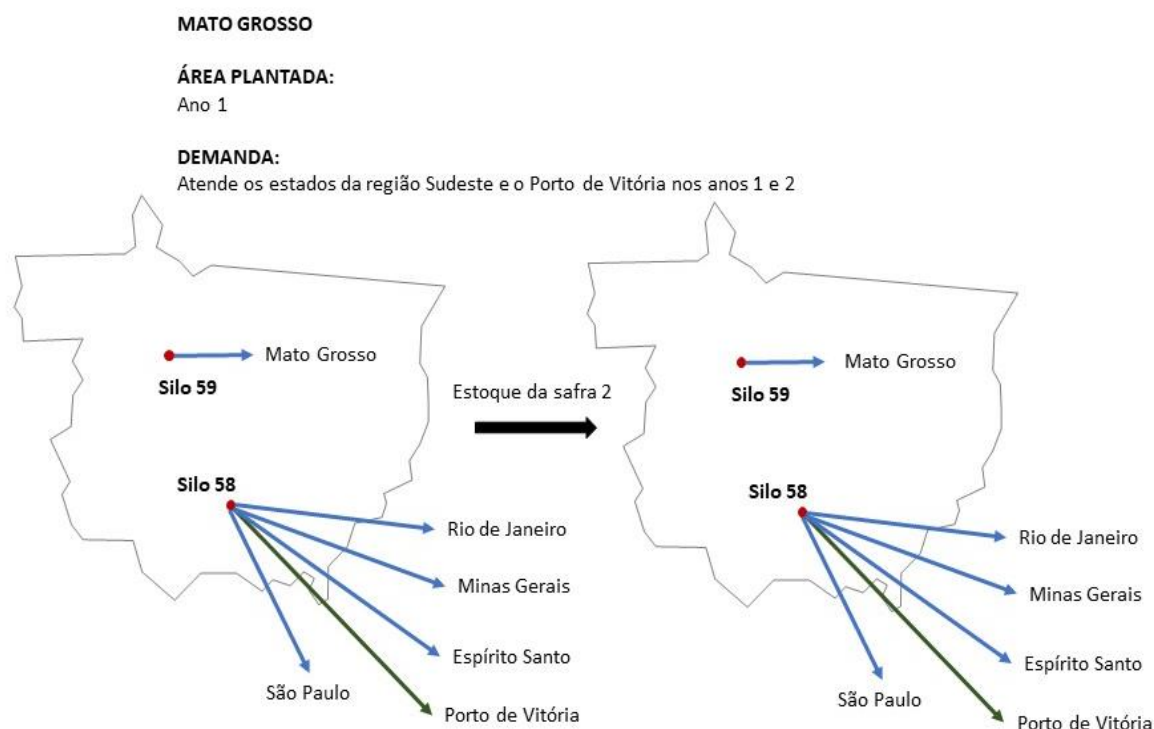 MATO GROSSO
ÁREA PLANTADA:
Ano 1
DEMANDA:
Atende os estados da região Sudeste e o Porto de Vitória nos anos 1 e 2
Mato Grosso
Silo 59
Silo 58
Rio de Janeiro
Minas Gerais
Espírito Santo
São Paulo
Porto de Vitória
Estoque da safra 2
Mato Grosso
Silo 59
Silo 58
Rio de Janeiro
Minas Gerais
Espírito Santo
São Paulo
Porto de Vitória